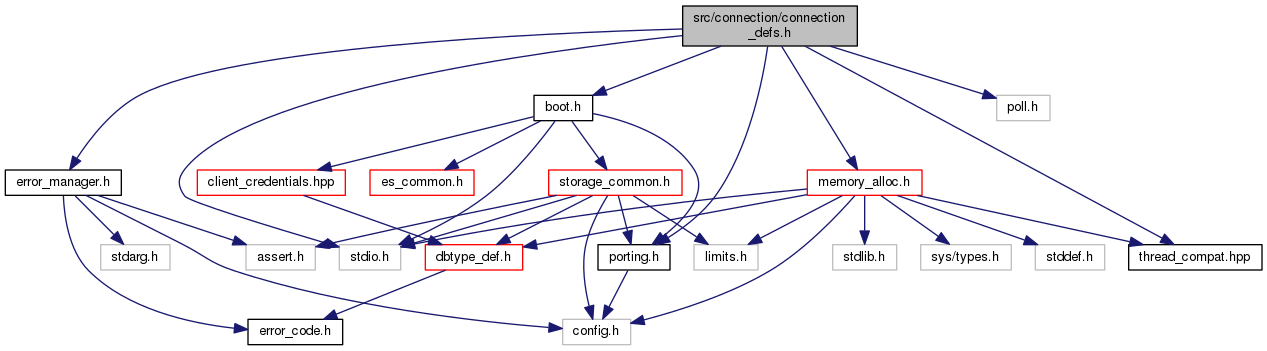 src/connection/connection
_defs.h
boot.h
poll.h
error_manager.h
client_credentials.hpp
es_common.h
storage_common.h
memory_alloc.h
stdarg.h
assert.h
stdio.h
dbtype_def.h
porting.h
limits.h
stdlib.h
sys/types.h
stddef.h
thread_compat.hpp
error_code.h
config.h